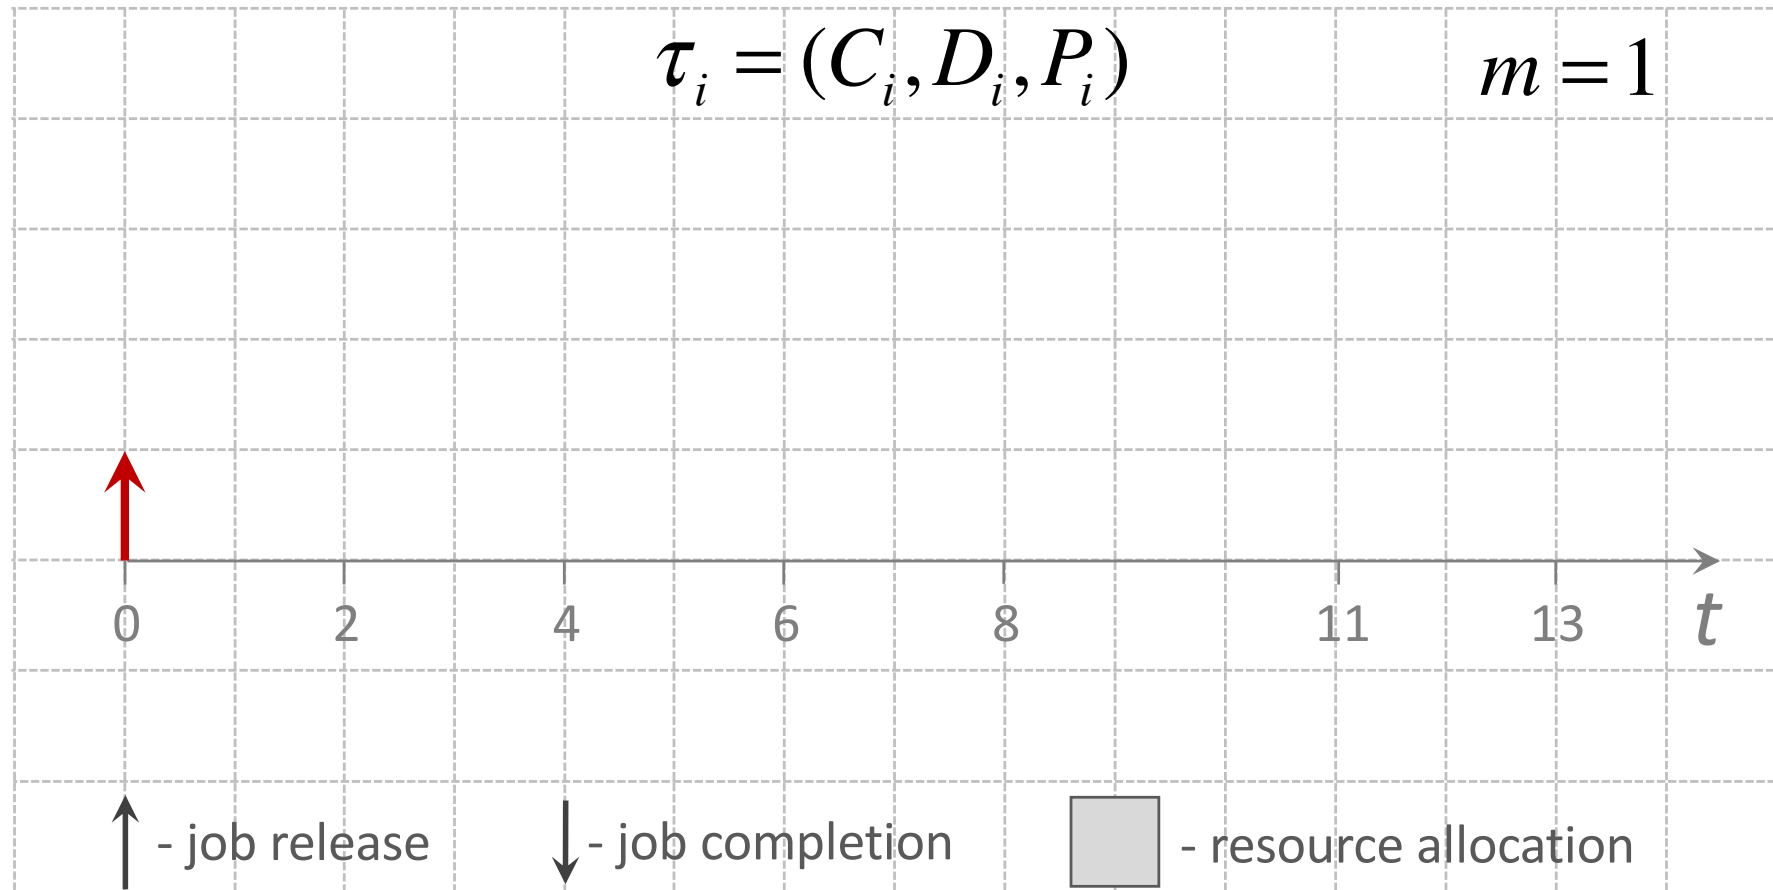 τᵢ = (Cᵢ, Dᵢ, Pᵢ) m = 1
0 2 4 6 8 11 13 t
- job release - job completion - resource allocation